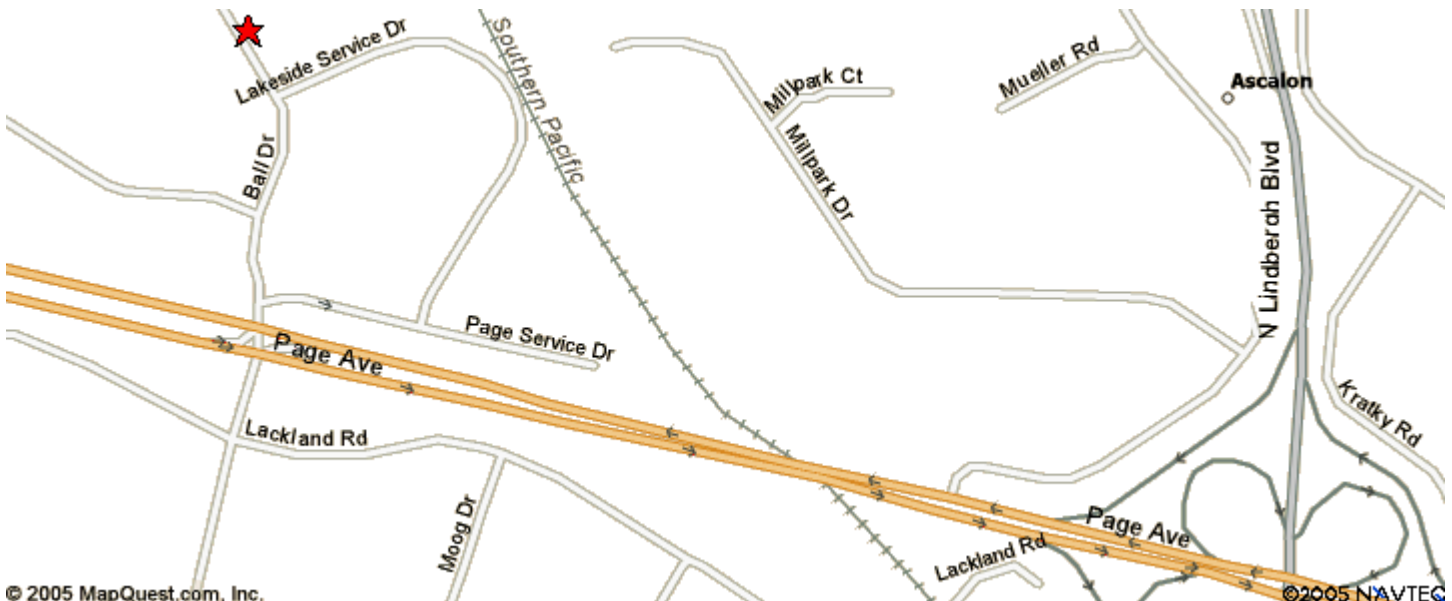 Lakeside Service Dr
Southern Pacific
Millpark Ct
Mueller Rd
Ascalon
Ball Dr
Millpark Dr
N Lindbergh Blvd
Page Service Dr
Page Ave
Kratky Rd
Lackland Rd
Moog Dr
Page Ave
Lackland Rd
© 2005 MapQuest.com, Inc.
©2005 NAVTEQ